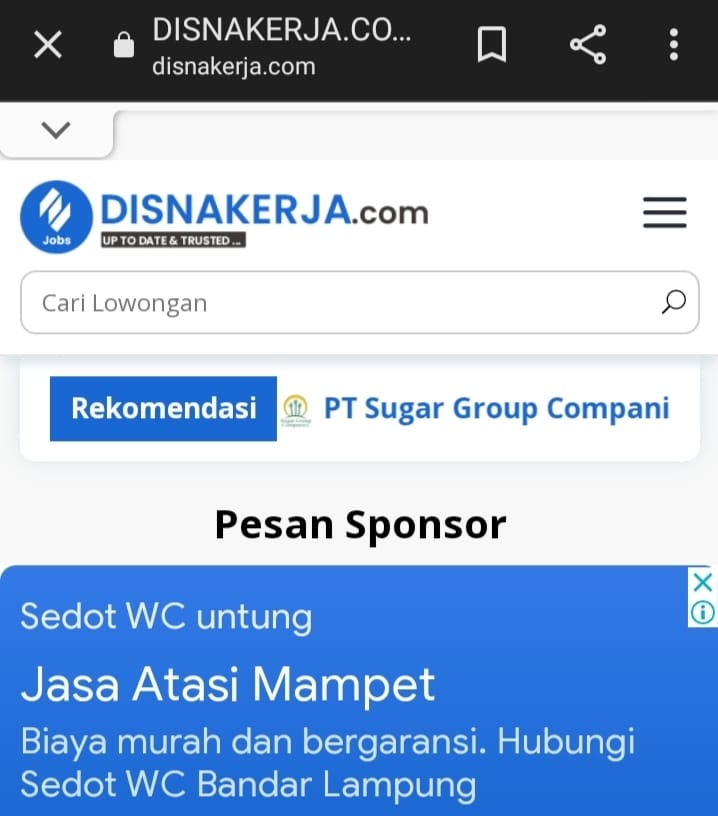 DISNAKERJA.CO...
disnakerja.com
DISNAKERJA.com
Jobs
UP TO DATE & TRUSTED ...
Cari Lowongan
Rekomendasi
PT Sugar Group Compani
Pesan Sponsor
Sedot WC untung
Jasa Atasi Mampet
Biaya murah dan bergaransi. Hubungi
Sedot WC Bandar Lampung